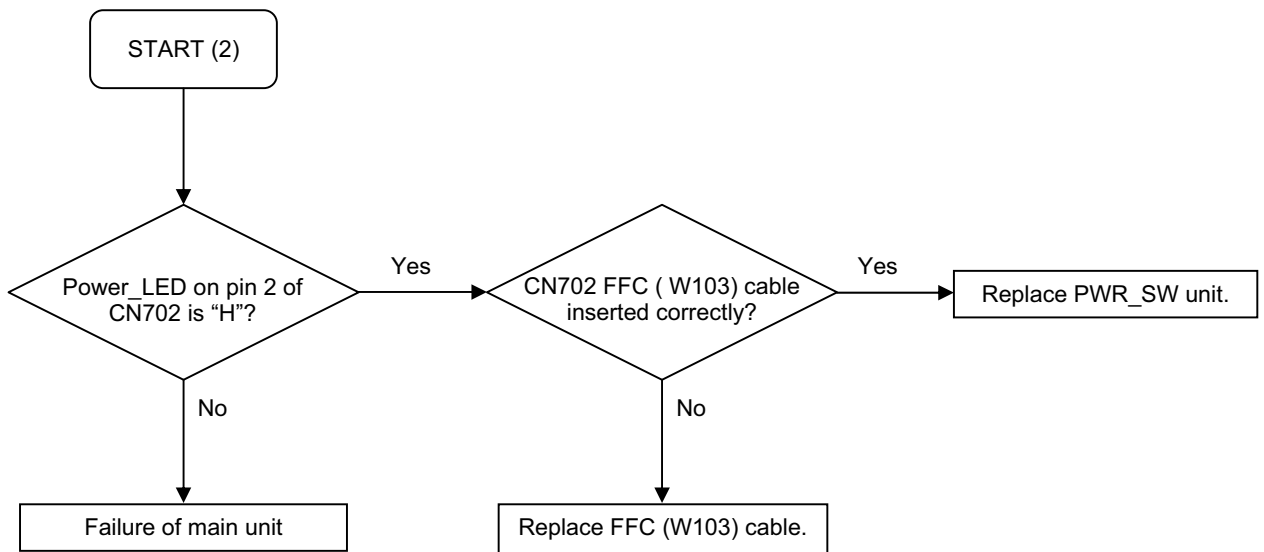 START (2)
Power_LED on pin 2 of
CN702 is “H”?
Yes
CN702 FFC ( W103) cable
inserted correctly?
Yes
Replace PWR_SW unit.
No
No
Failure of main unit
Replace FFC (W103) cable.